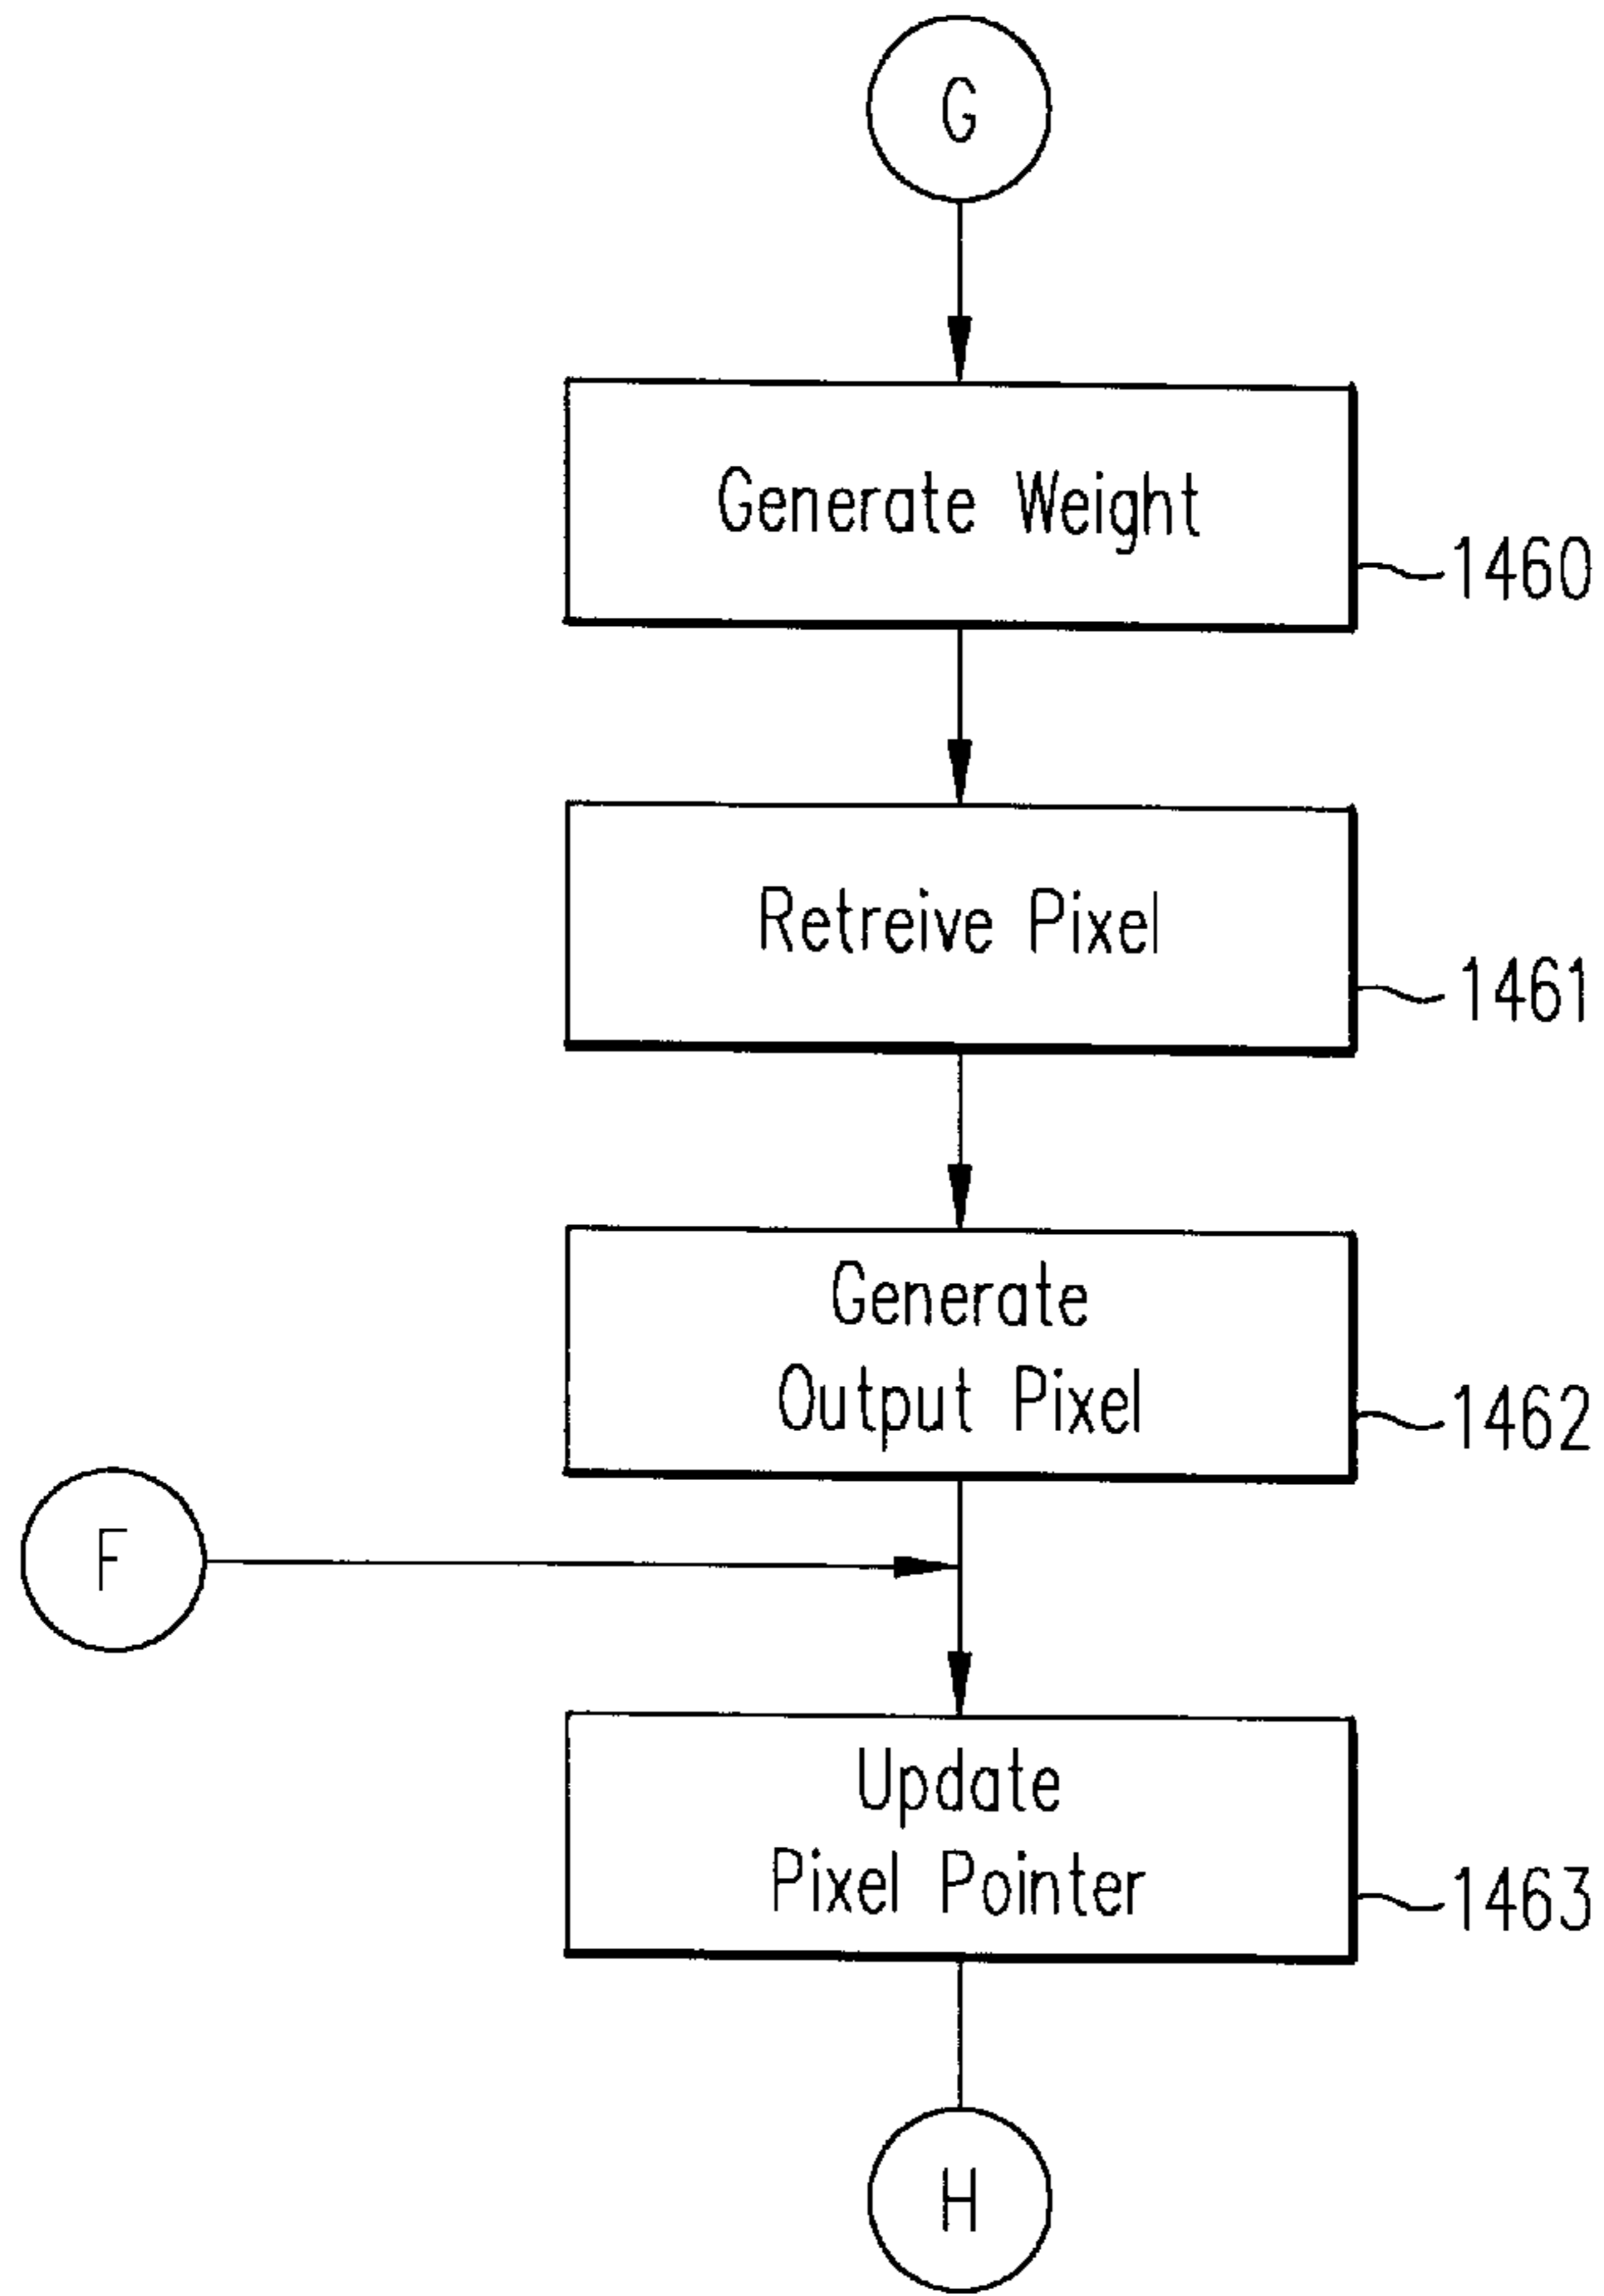 G
Generate Weight
1460
Retreive Pixel
1461
Generate
Output Pixel
1462
F
Update
Pixel Pointer
1463
H